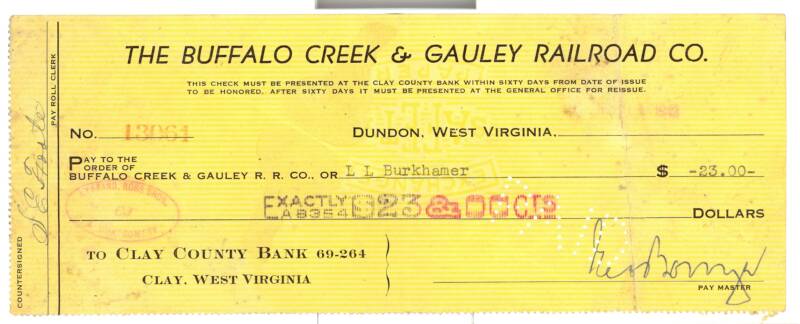 THE BUFFALO CREEK & GAULEY RAILROAD CO.
THIS CHECK MUST BE PRESENTED AT THE CLAY COUNTY BANK WITHIN SIXTY DAYS FROM DATE OF ISSUE
TO BE HONORED. AFTER SIXTY DAYS IT MUST BE PRESENTED AT THE GENERAL OFFICE FOR REISSUE.
No. 13061 DUNDON, WEST VIRGINIA,
PAY TO THE
ORDER OF
BUFFALO CREEK & GAULEY R. R. CO., OR L L Burkhamer $ -23.00-
EXACTLY $23 & 00 CTS DOLLARS
AB354
TO CLAY COUNTY BANK 69-264
CLAY, WEST VIRGINIA
PAY MASTER
COUNTERSIGNED
PAY ROLL CLERK